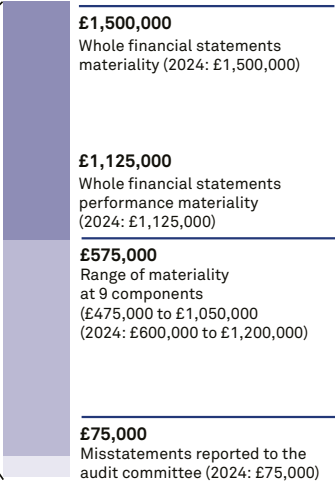 £1,500,000
Whole financial statements
materiality (2024: £1,500,000)
£1,125,000
Whole financial statements
performance materiality
(2024: £1,125,000)
£575,000
Range of materiality
at 9 components
(£475,000 to £1,050,000
(2024: £600,000 to £1,200,000)
£75,000
Misstatements reported to the
audit committee (2024: £75,000)